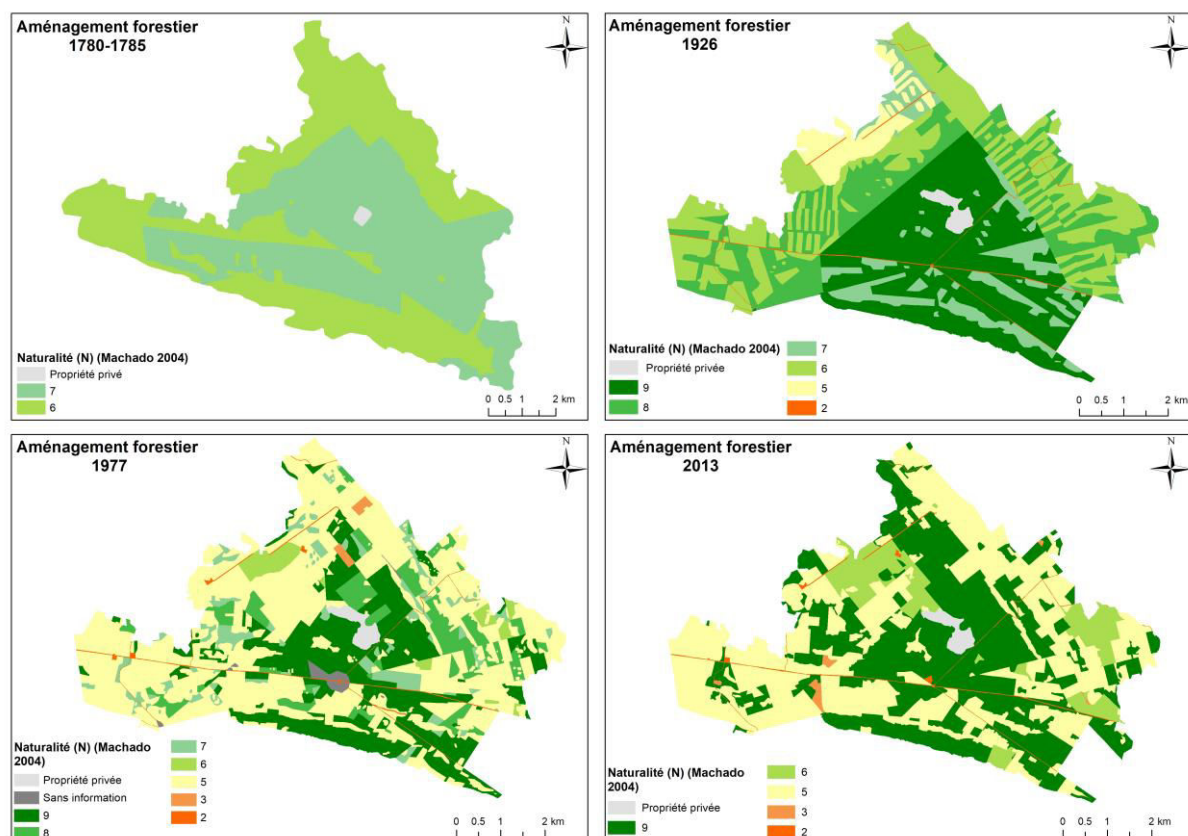 Aménagement forestier
1780-1785
N
Naturalité (N) (Machado 2004)
Propriété privé
7
6
0 0.5 1 2 km
Aménagement forestier
1926
N
Naturalité (N) (Machado 2004)
Propriété privée
9
8
7
6
5
2
0 0.5 1 2 km
Aménagement forestier
1977
N
Naturalité (N) (Machado
2004)
Propriété privée
Sans information
9
8
7
6
5
3
2
0 0.5 1 2 km
Aménagement forestier
2013
N
Naturalité (N) (Machado
2004)
Propriété privée
9
6
5
3
2
0 0.5 1 2 km